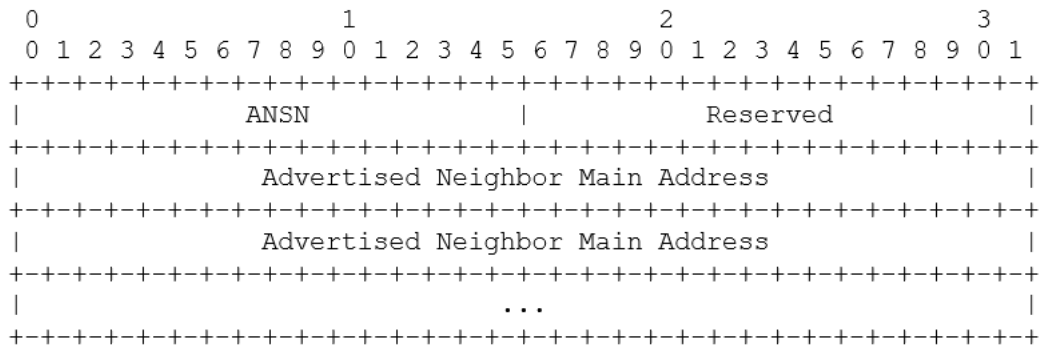 0                   1                   2                   3
0 1 2 3 4 5 6 7 8 9 0 1 2 3 4 5 6 7 8 9 0 1 2 3 4 5 6 7 8 9 0 1
+-+-+-+-+-+-+-+-+-+-+-+-+-+-+-+-+-+-+-+-+-+-+-+-+-+-+-+-+-+-+-+-+
|              ANSN             |           Reserved            |
+-+-+-+-+-+-+-+-+-+-+-+-+-+-+-+-+-+-+-+-+-+-+-+-+-+-+-+-+-+-+-+-+
|               Advertised Neighbor Main Address                |
+-+-+-+-+-+-+-+-+-+-+-+-+-+-+-+-+-+-+-+-+-+-+-+-+-+-+-+-+-+-+-+-+
|               Advertised Neighbor Main Address                |
+-+-+-+-+-+-+-+-+-+-+-+-+-+-+-+-+-+-+-+-+-+-+-+-+-+-+-+-+-+-+-+-+
|                              ...                              |
+-+-+-+-+-+-+-+-+-+-+-+-+-+-+-+-+-+-+-+-+-+-+-+-+-+-+-+-+-+-+-+-+